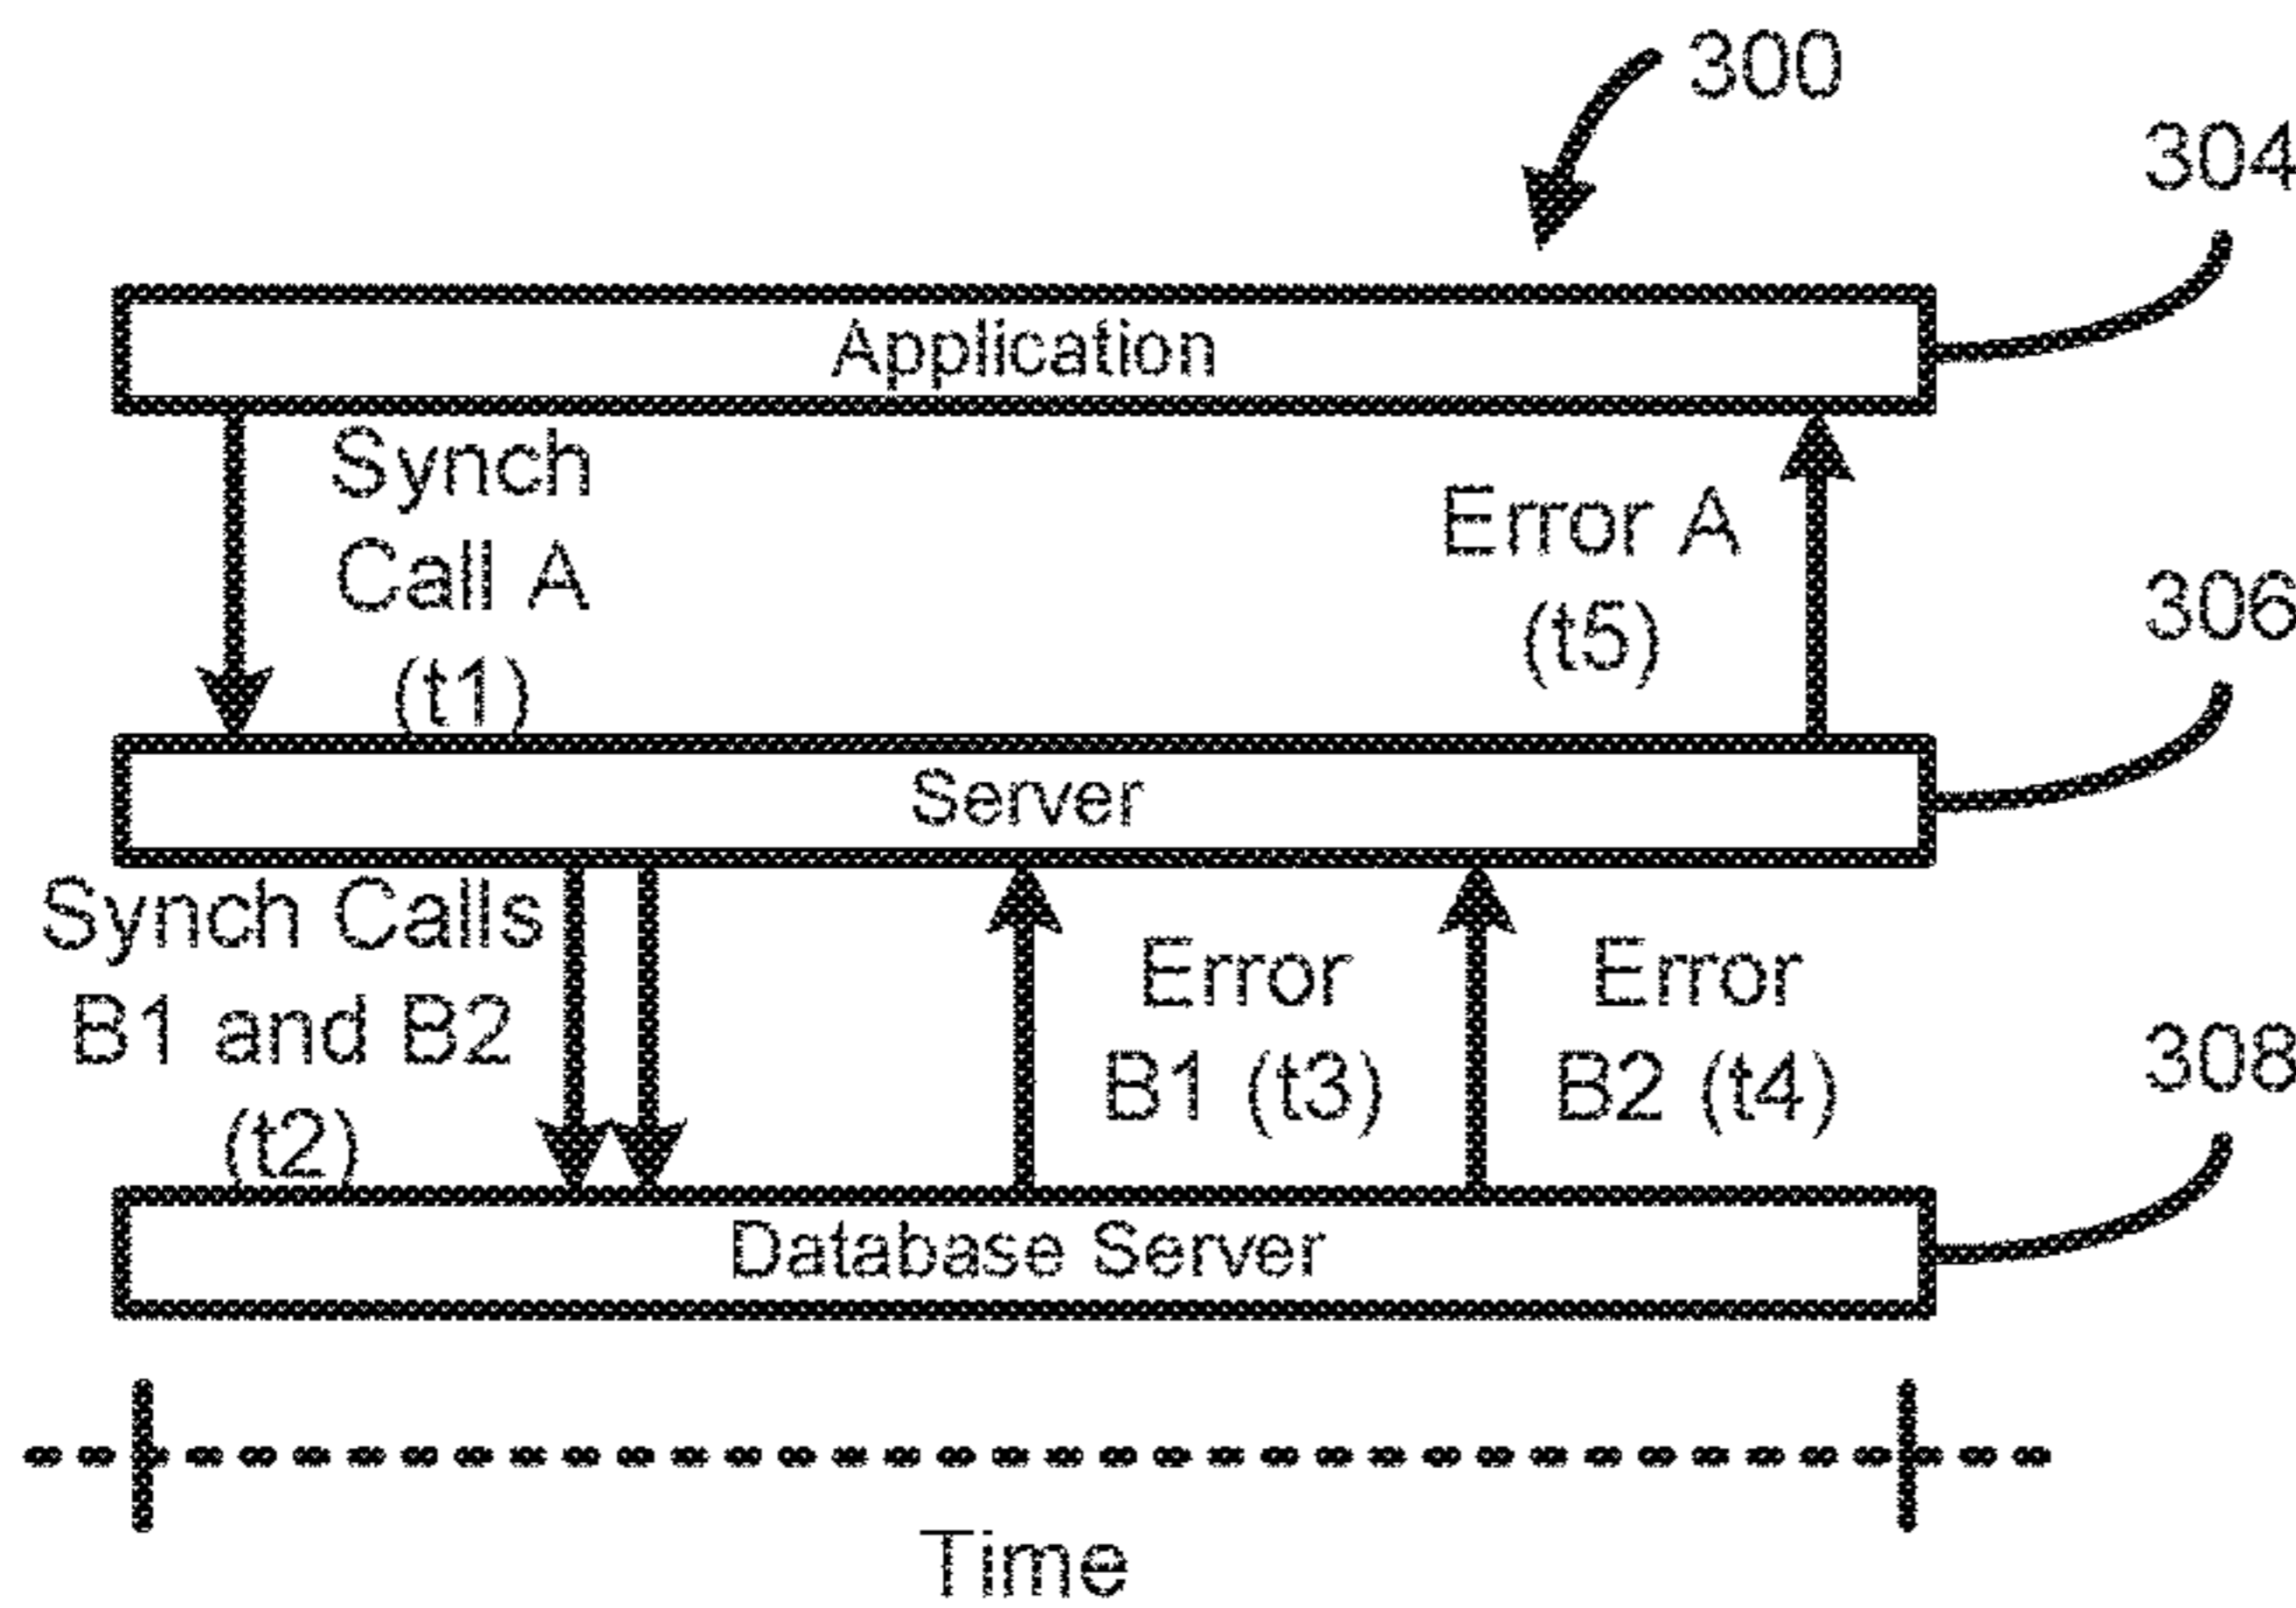 300
304
Application
Synch
Call A
(t1)
Error A
(t5)
306
Server
Synch Calls
B1 and B2
(t2)
Error
B1 (t3)
Error
B2 (t4)
308
Database Server
Time